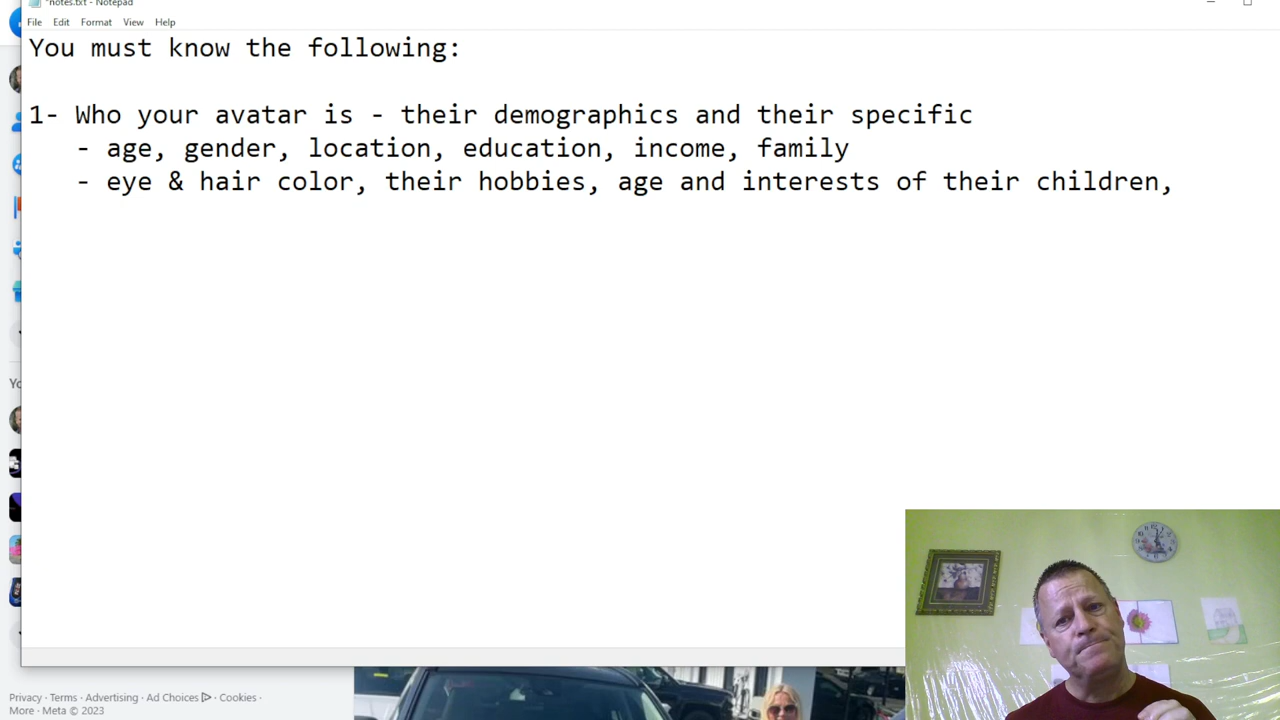 *notes.txt - Notepad
File Edit Format View Help
You must know the following:
1- Who your avatar is - their demographics and their specific
- age, gender, location, education, income, family
- eye & hair color, their hobbies, age and interests of their children,
Yo
Privacy · Terms · Advertising · Ad Choices · Cookies ·
More · Meta © 2023